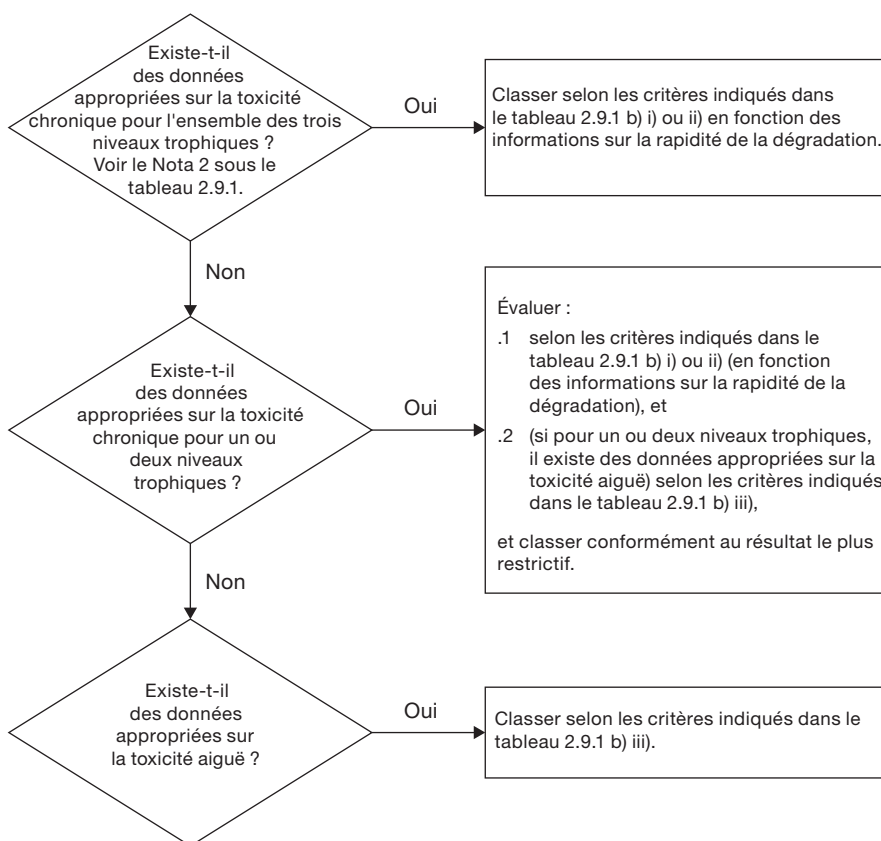 Existe-t-il
des données
appropriées sur la toxicité
chronique pour l'ensemble des trois
niveaux trophiques ?
Voir le Nota 2 sous le
tableau 2.9.1.
Oui
Classer selon les critères indiqués dans
le tableau 2.9.1 b) i) ou ii) en fonction des
informations sur la rapidité de la dégradation.
Non
Existe-t-il
des données
appropriées sur la toxicité
chronique pour un ou
deux niveaux
trophiques ?
Oui
Évaluer :
.1 selon les critères indiqués dans le
tableau 2.9.1 b) i) ou ii) (en fonction
des informations sur la rapidité de la
dégradation), et
.2 (si pour un ou deux niveaux trophiques,
il existe des données appropriées sur la
toxicité aiguë) selon les critères indiqués
dans le tableau 2.9.1 b) iii),
et classer conformément au résultat le plus
restrictif.
Non
Existe-t-il
des données
appropriées sur
la toxicité aiguë ?
Oui
Classer selon les critères indiqués dans le
tableau 2.9.1 b) iii).